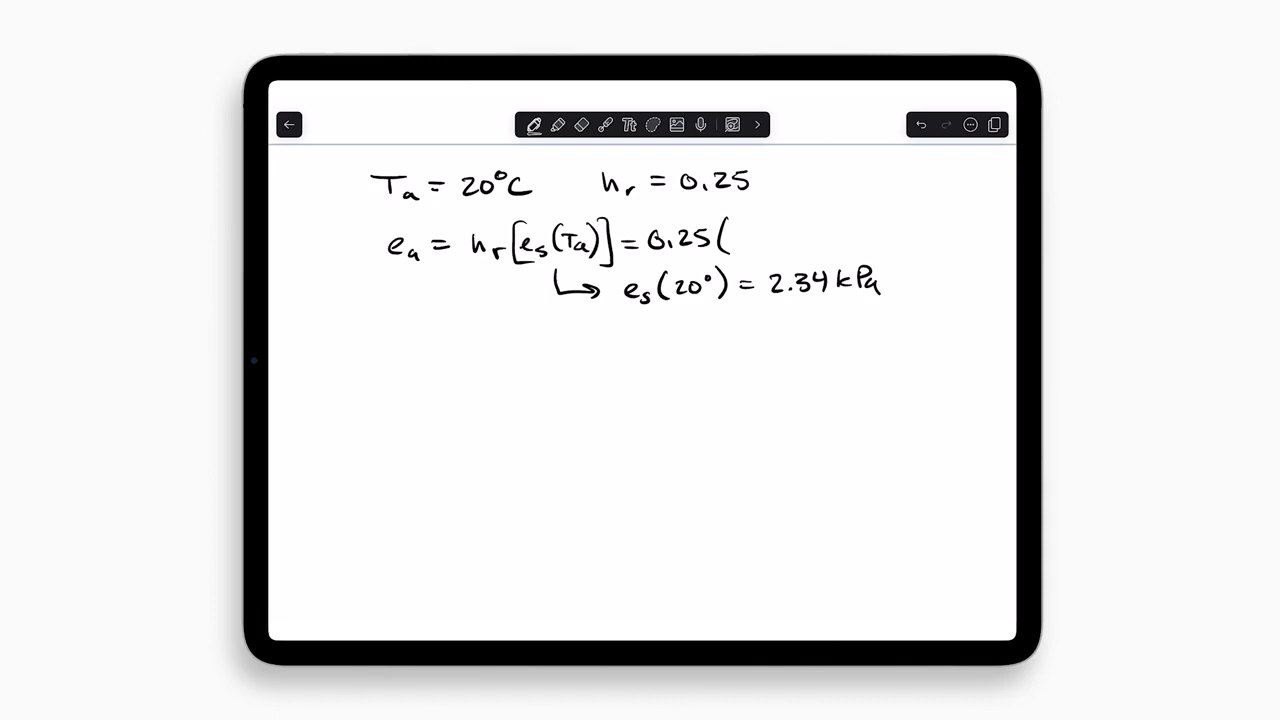 Ta = 20°C hr = 0.25
ea = hr[es(Ta)] = 0.25(
↳ es(20°) = 2.34 kPa